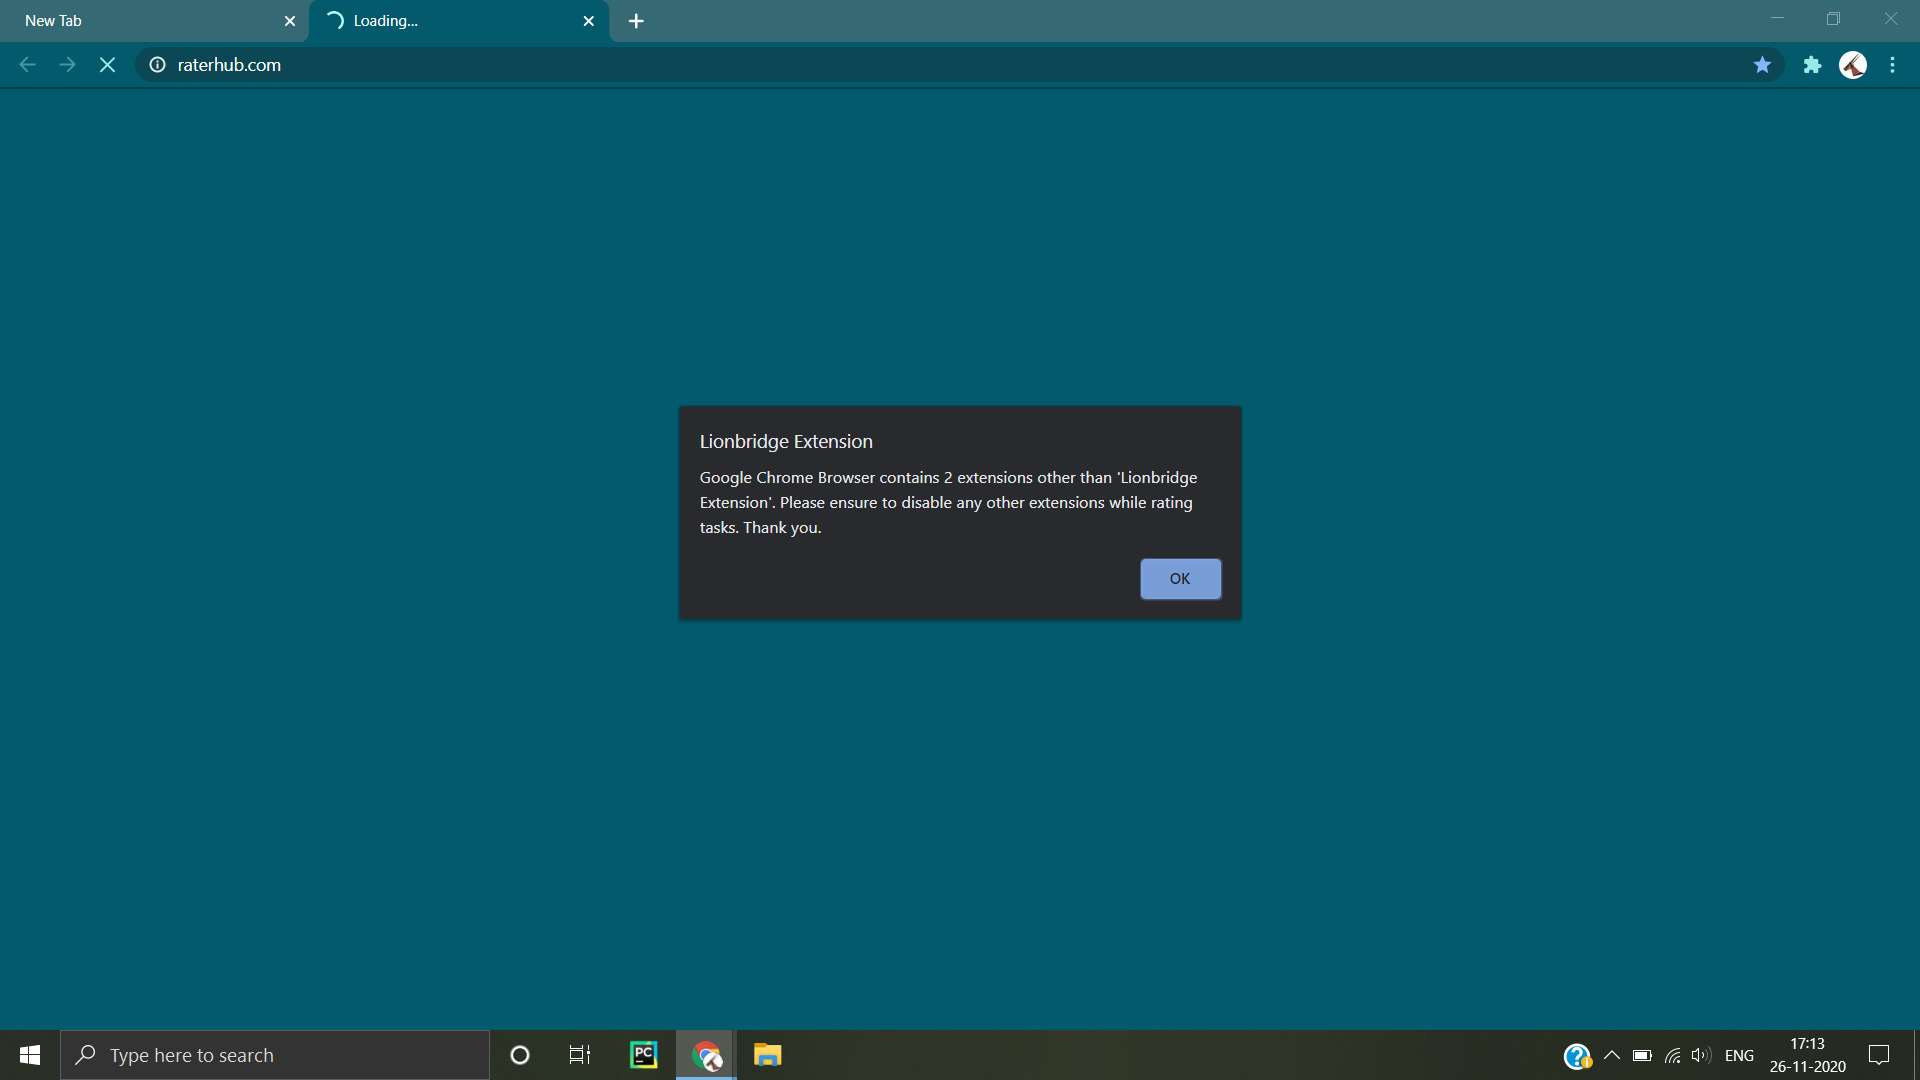 New Tab
Loading...
raterhub.com
Lionbridge Extension
Google Chrome Browser contains 2 extensions other than 'Lionbridge
Extension'. Please ensure to disable any other extensions while rating
tasks. Thank you.
OK
Type here to search
PC
ENG
17:13
26-11-2020